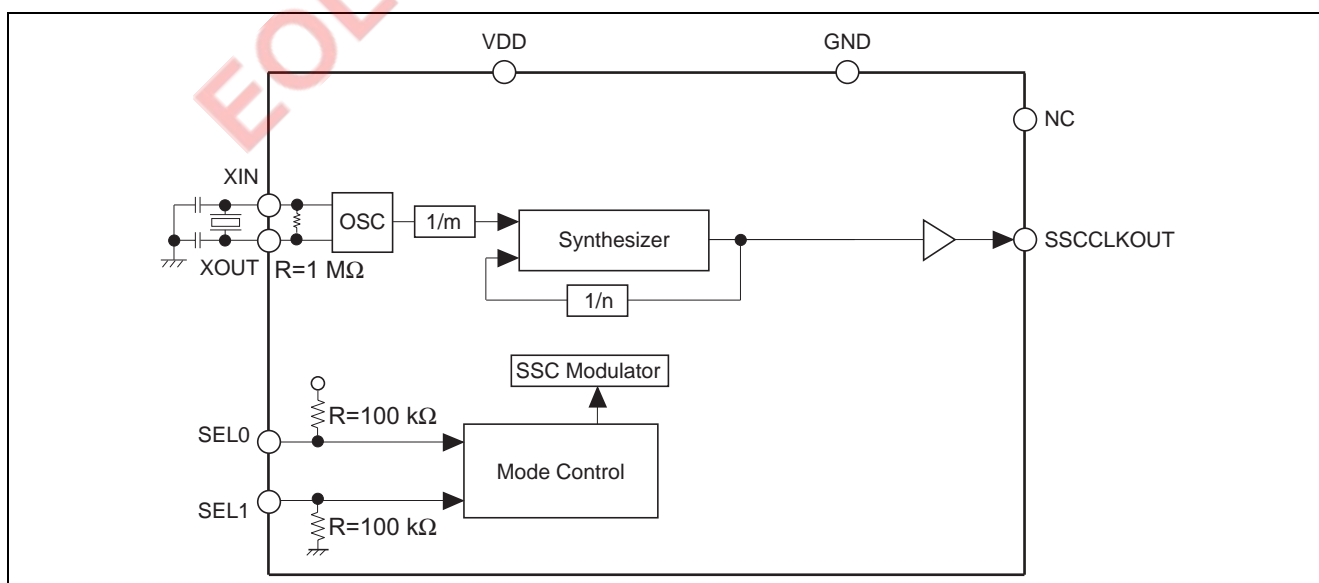 EOL
VDD
GND
NC
XIN
OSC
1/m
Synthesizer
SSCCLKOUT
XOUT
R=1 MΩ
1/n
SSC Modulator
R=100 kΩ
SEL0
Mode Control
SEL1
R=100 kΩ